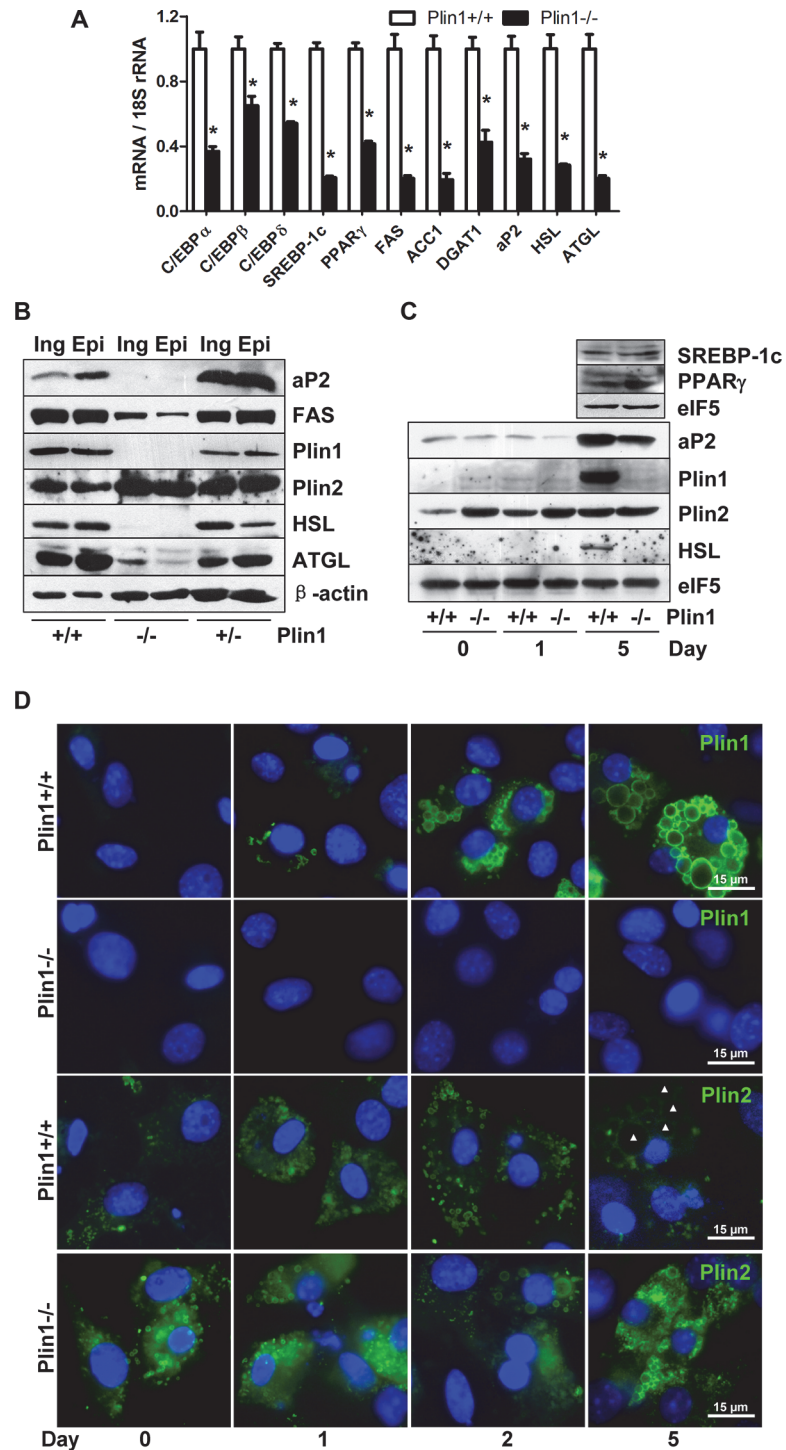 A
Plin1+/+ Plin1-/-
mRNA / 18S rRNA
1.2
0.8
0.4
0.0
* * * * * * * * * * *
C/EBPα C/EBPβ C/EBPδ SREBP-1c PPARγ FAS ACC1 DGAT1 aP2 HSL ATGL
B
Ing Epi Ing Epi Ing Epi
aP2
FAS
Plin1
Plin2
HSL
ATGL
β-actin
+/+ -/- +/- Plin1
C
SREBP-1c
PPARγ
eIF5
aP2
Plin1
Plin2
HSL
eIF5
+/+ -/- +/+ -/- +/+ -/- Plin1
0 1 5 Day
D
Plin1+/+
Plin1
15 µm
Plin1-/-
Plin1
15 µm
Plin1+/+
Plin2
15 µm
Plin1-/-
Plin2
15 µm
Day 0 1 2 5